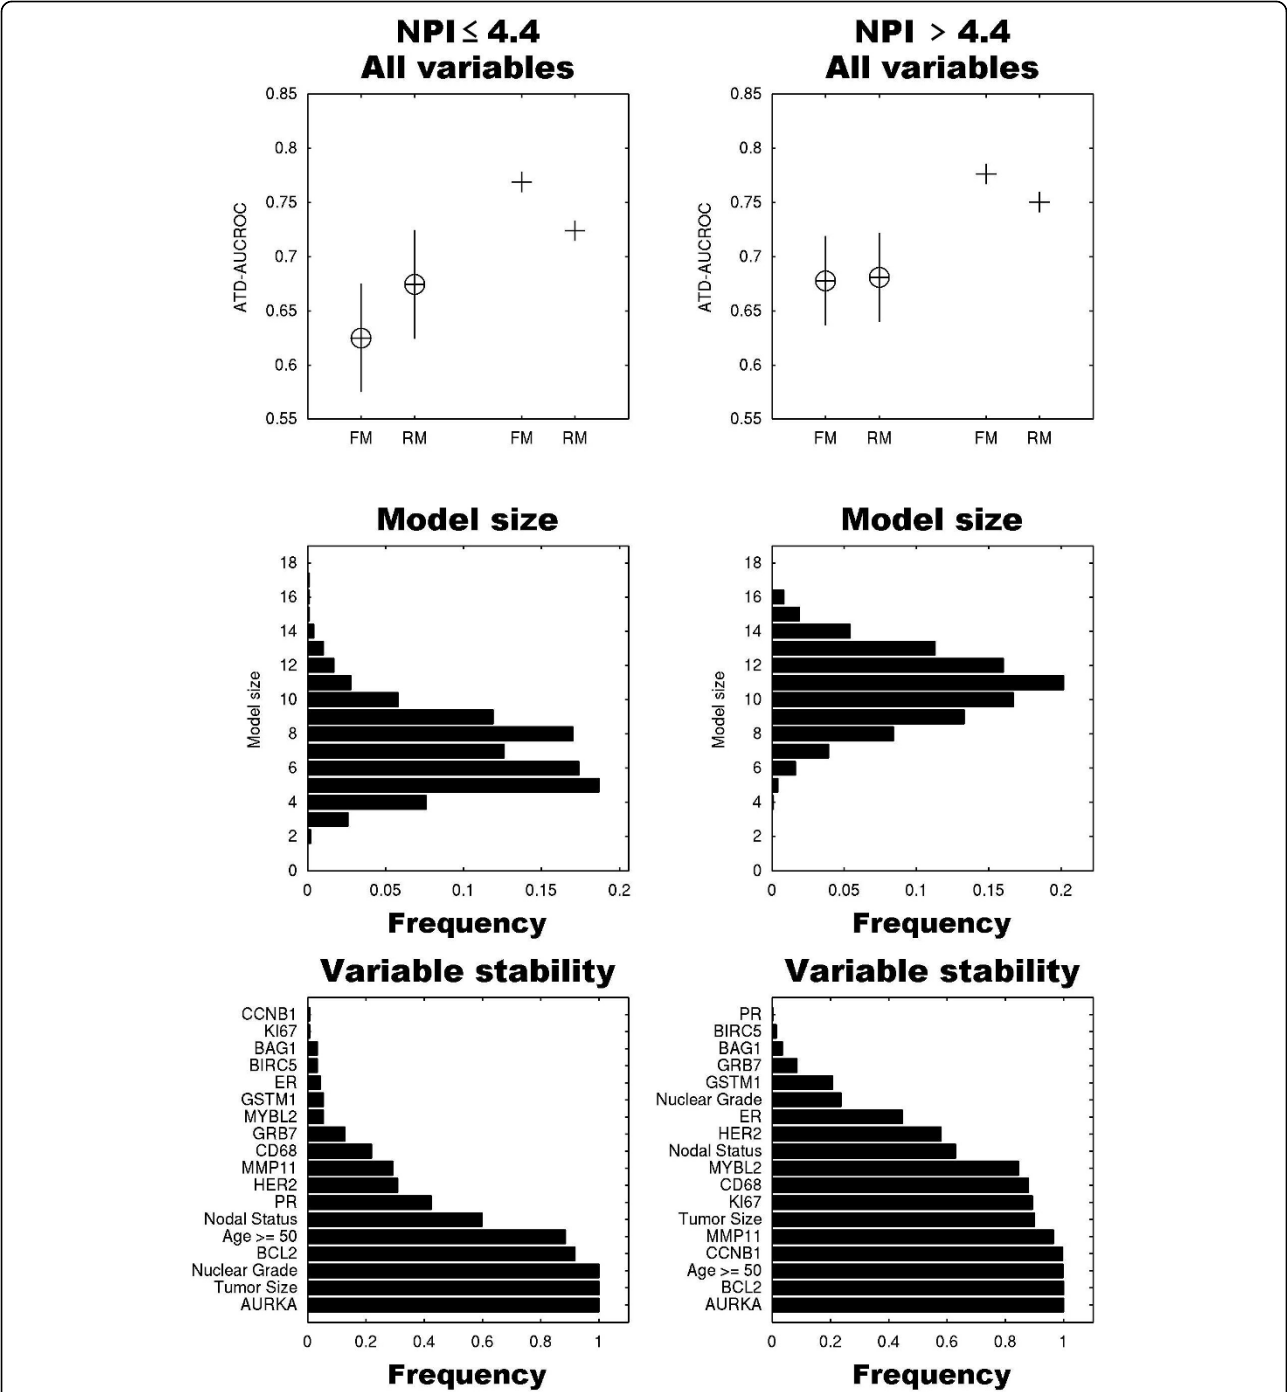 NPI ≤ 4.4
All variables
0.85
0.8
0.75
0.7
0.65
0.6
0.55
ATD-AUCROC
FM RM FM RM
NPI > 4.4
All variables
0.85
0.8
0.75
0.7
0.65
0.6
0.55
ATD-AUCROC
FM RM FM RM
Model size
18
16
14
12
10
8
6
4
2
0
Model size
0 0.05 0.1 0.15 0.2
Frequency
Model size
18
16
14
12
10
8
6
4
2
0
Model size
0 0.05 0.1 0.15 0.2
Frequency
Variable stability
CCNB1
KI67
BAG1
BIRC5
ER
GSTM1
MYBL2
GRB7
CD68
MMP11
HER2
PR
Nodal Status
Age >= 50
BCL2
Nuclear Grade
Tumor Size
AURKA
0 0.2 0.4 0.6 0.8 1
Frequency
Variable stability
PR
BIRC5
BAG1
GRB7
GSTM1
Nuclear Grade
ER
HER2
Nodal Status
MYBL2
CD68
KI67
Tumor Size
MMP11
CCNB1
Age >= 50
BCL2
AURKA
0 0.2 0.4 0.6 0.8 1
Frequency